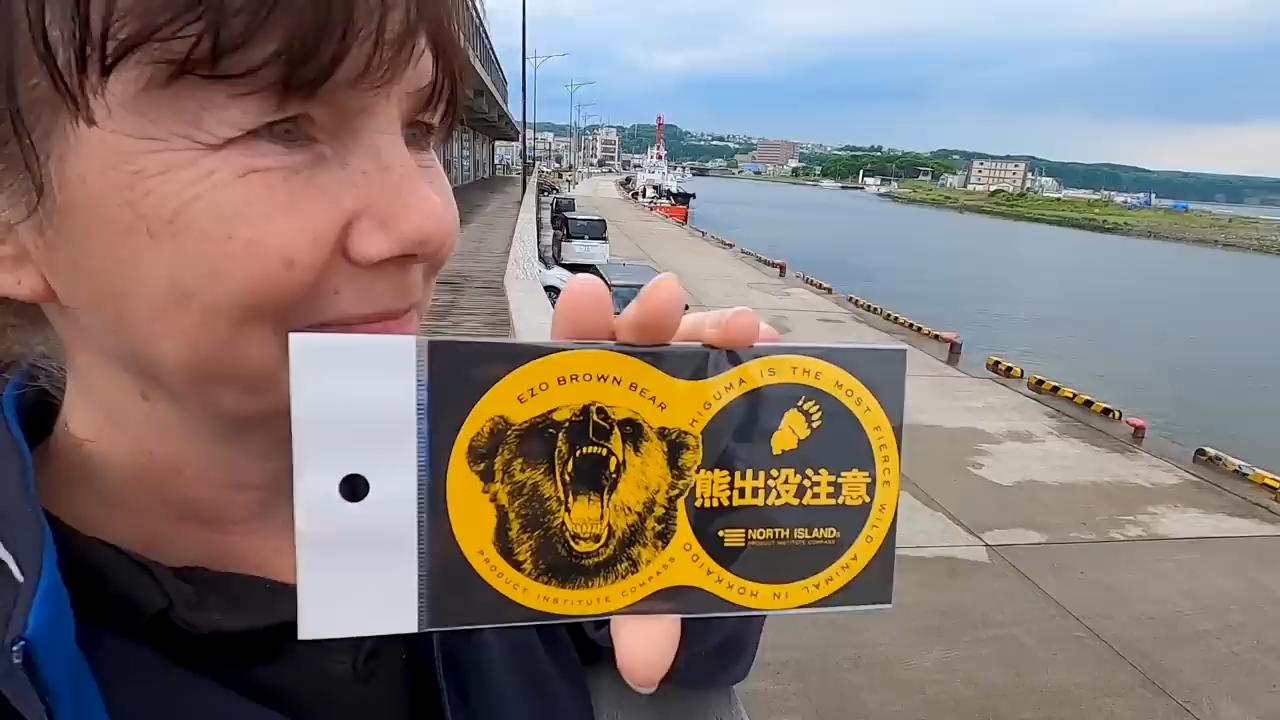 EZO BROWN BEAR
PRODUCT INSTITUTE COMPASS
HIGUMA IS THE MOST FIERCE WILD ANIMAL IN HOKKAIDO
熊出没注意
NORTH ISLAND
PRODUCT INSTITUTE COMPASS